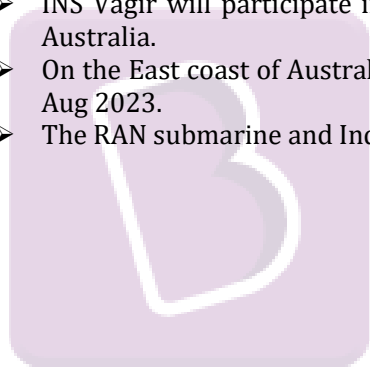 ➢ INS Vagir will participate i
Australia.
➢ On the East coast of Austral
Aug 2023.
➢ The RAN submarine and Ind